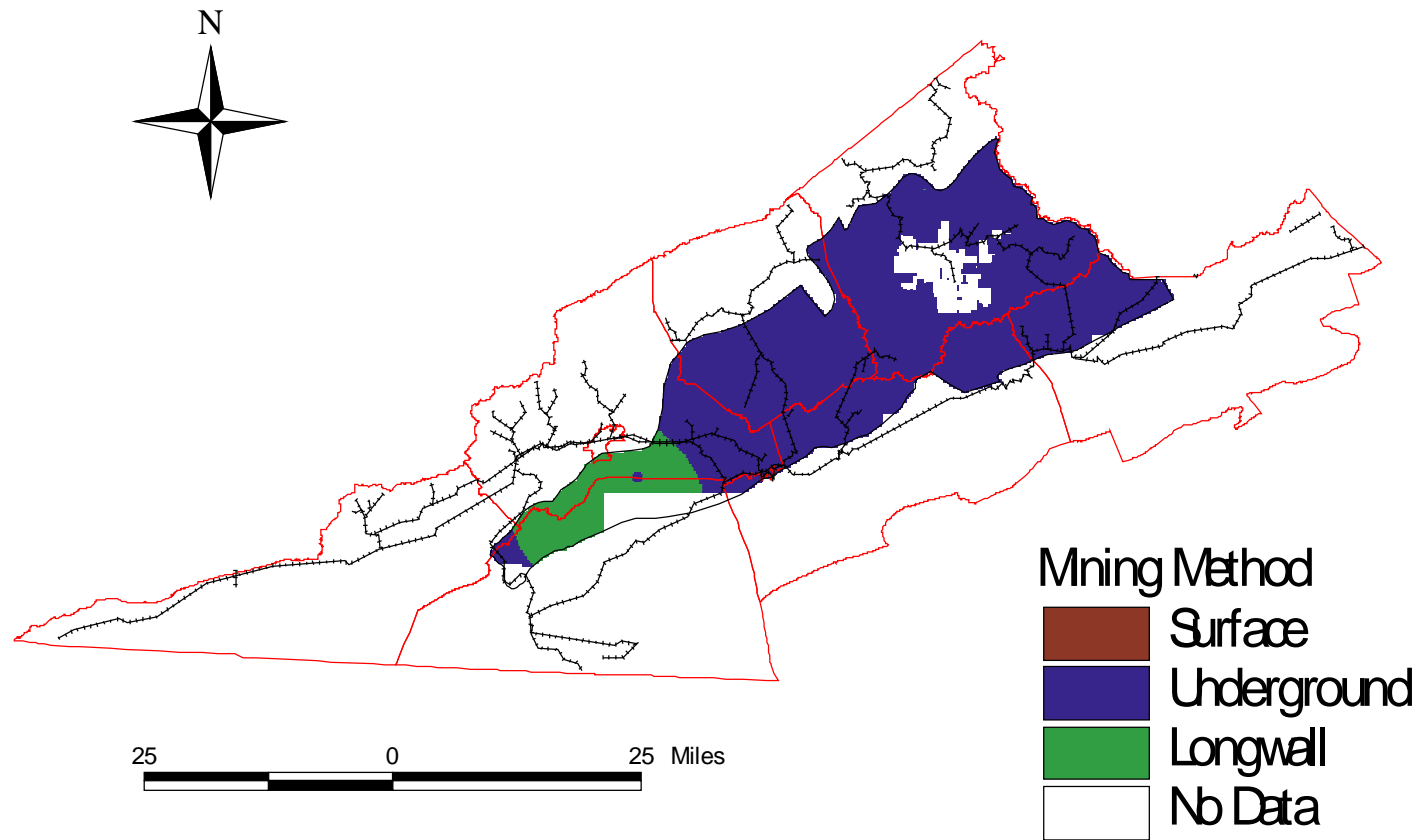 N
25 0 25 Miles
Mining Method
Surface
Underground
Longwall
No Data